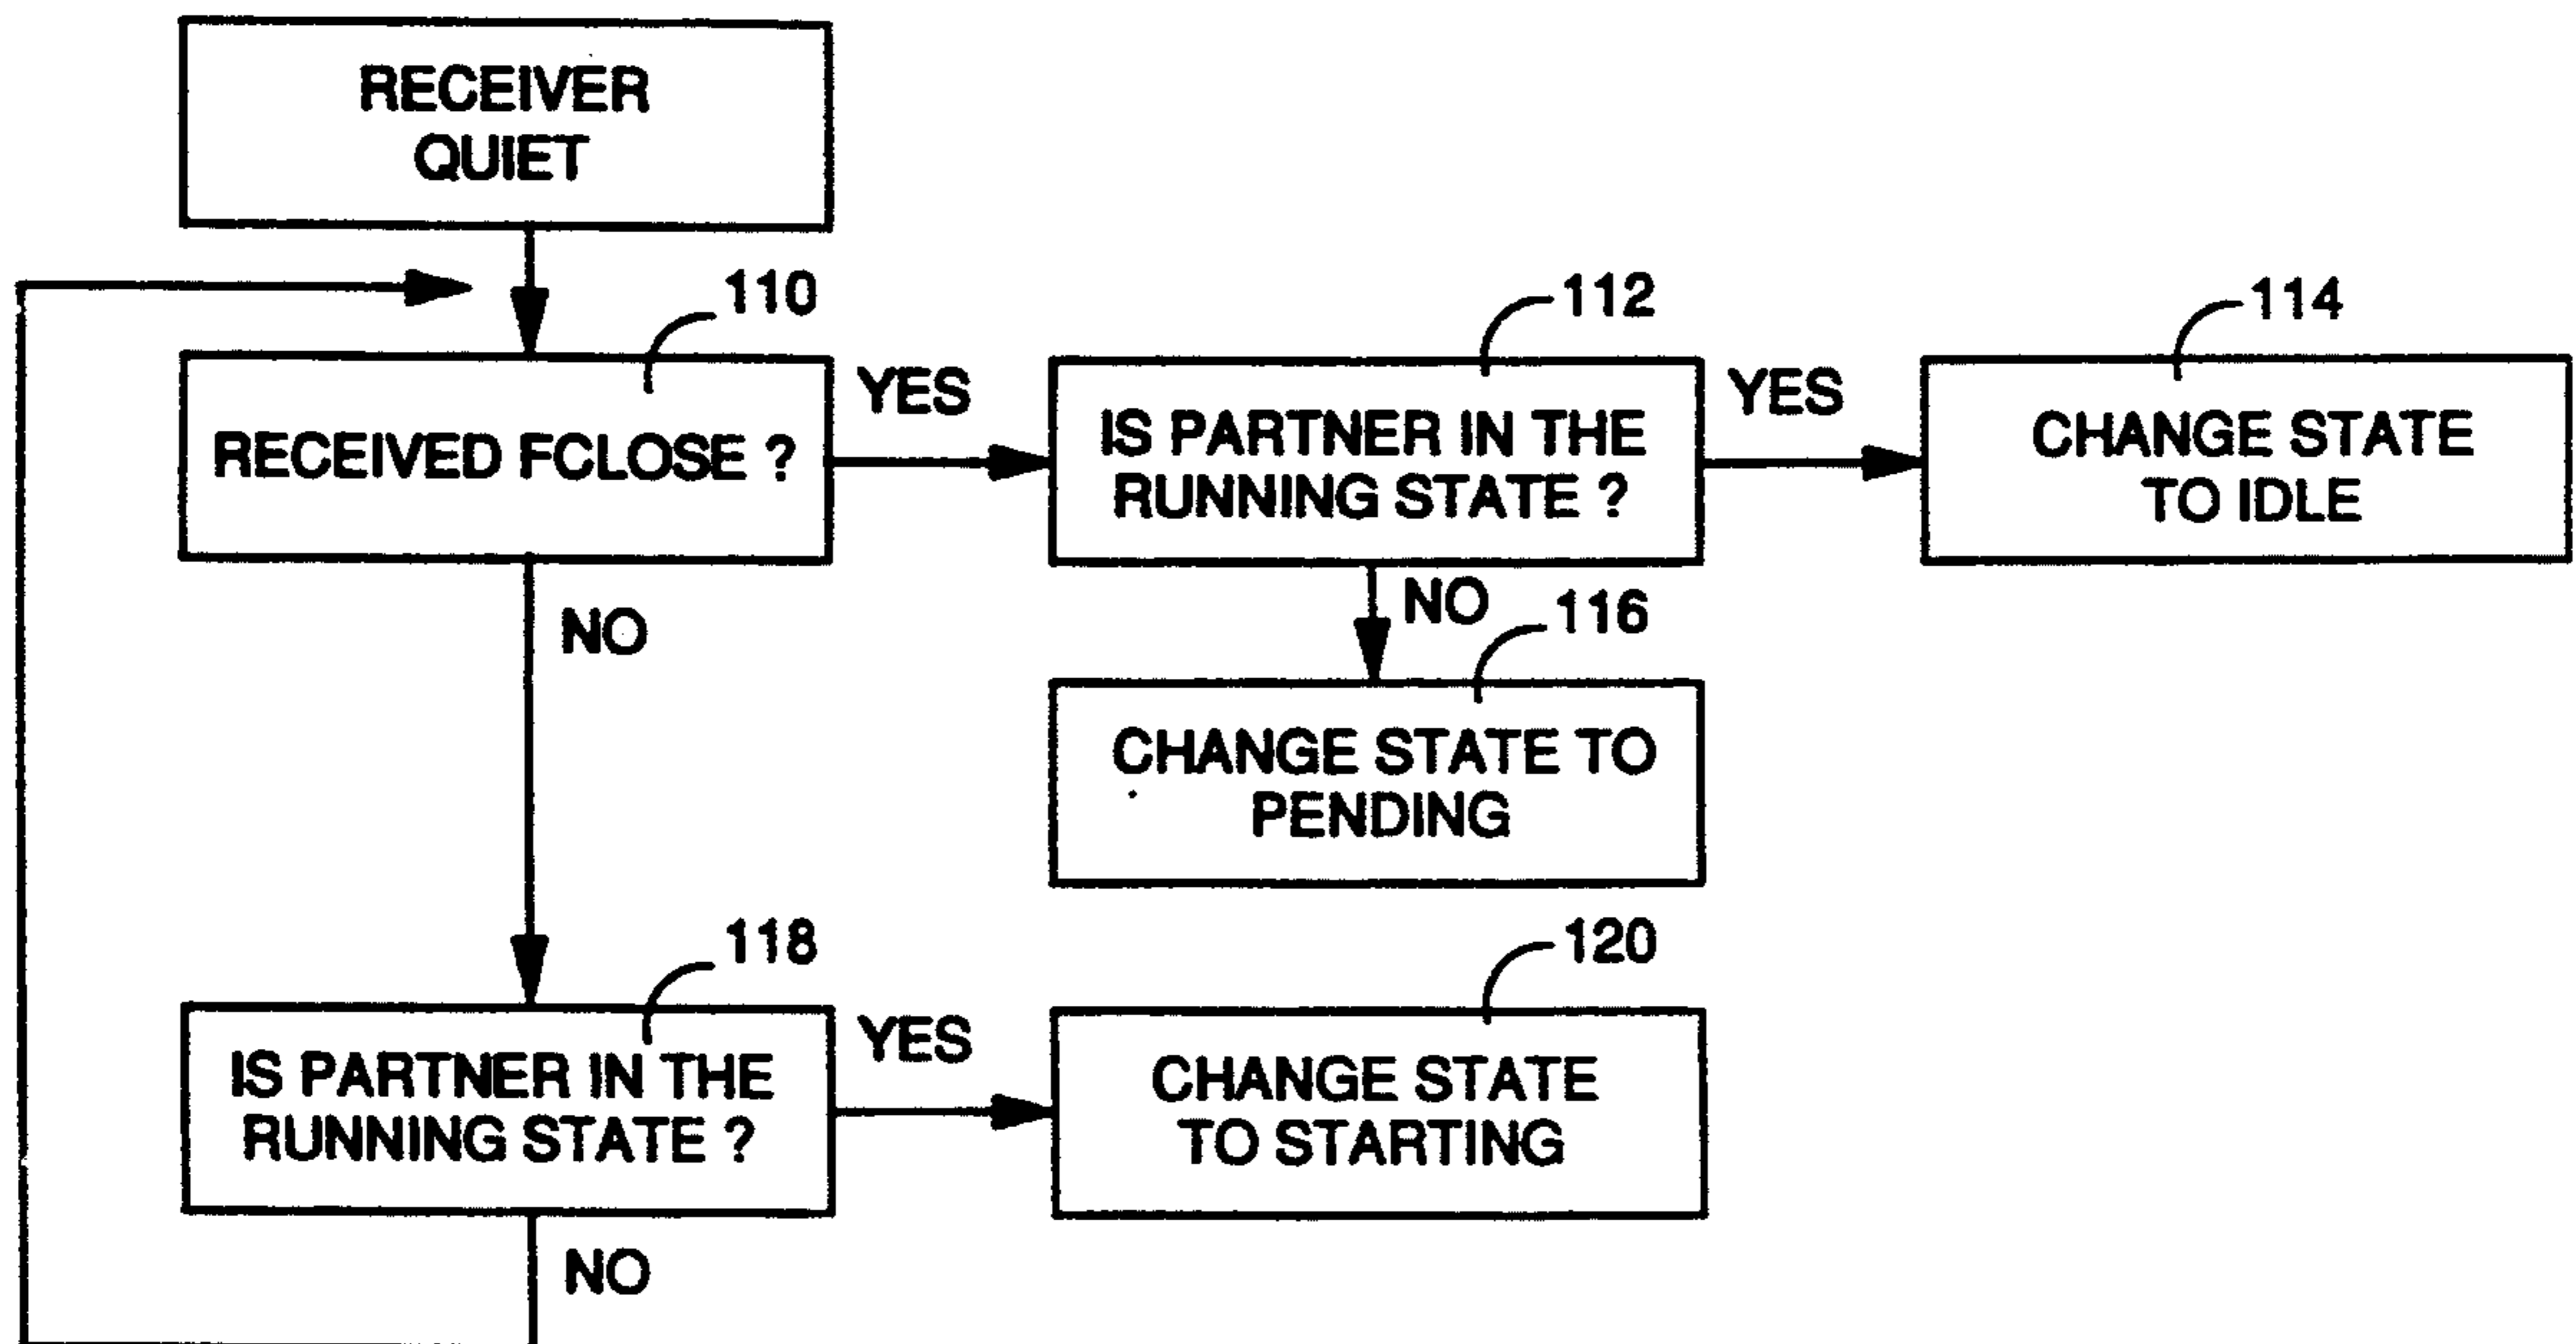 RECEIVER
QUIET
110
112
114
RECEIVED FCLOSE ?
YES
IS PARTNER IN THE
RUNNING STATE ?
YES
CHANGE STATE
TO IDLE
NO
NO
116
CHANGE STATE TO
PENDING
118
120
IS PARTNER IN THE
RUNNING STATE ?
YES
CHANGE STATE
TO STARTING
NO